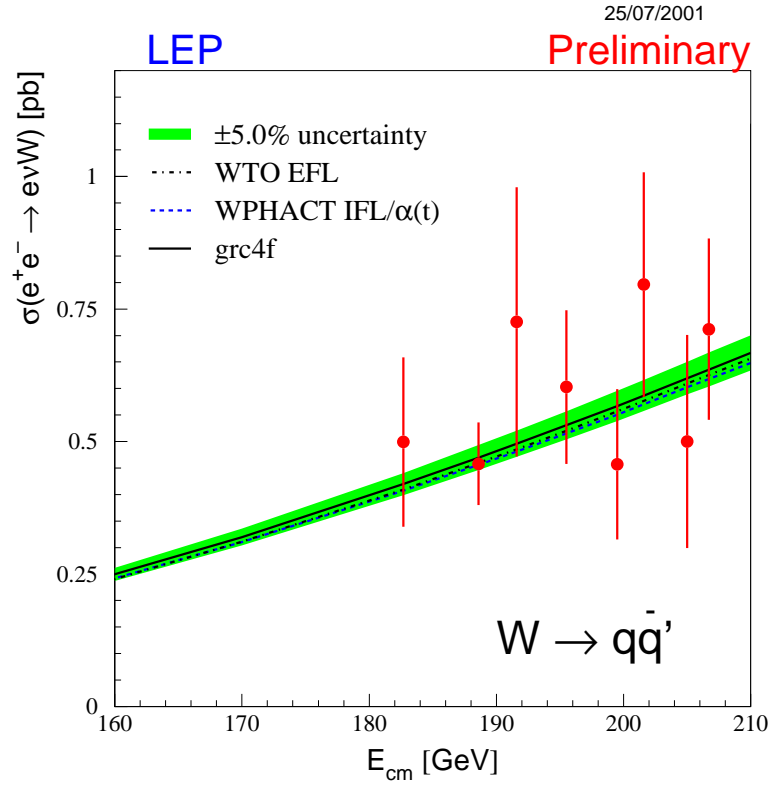 25/07/2001
LEP
Preliminary
σ(e⁺e⁻ → eνW) [pb]
±5.0% uncertainty
WTO EFL
WPHACT IFL/α(t)
grc4f
1
0.75
0.5
0.25
0
W → qq̄’
160
170
180
190
200
210
E_cm [GeV]